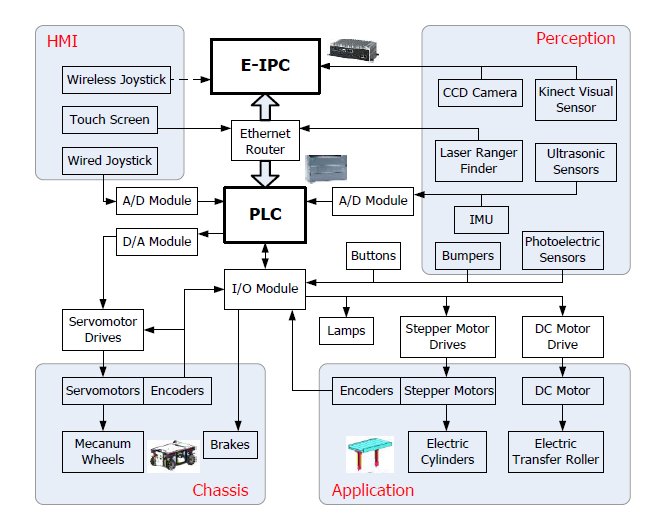 HMI
Perception
E-IPC
Wireless Joystick
CCD Camera
Kinect Visual
Sensor
Touch Screen
Ethernet
Router
Wired Joystick
Laser Ranger
Finder
Ultrasonic
Sensors
A/D Module
PLC
A/D Module
IMU
D/A Module
Buttons
Bumpers
Photoelectric
Sensors
I/O Module
Servomotor
Drives
Lamps
Stepper Motor
Drives
DC Motor
Drive
Servomotors
Encoders
Encoders
Stepper Motors
DC Motor
Mecanum
Wheels
Brakes
Electric
Cylinders
Electric
Transfer Roller
Chassis
Application